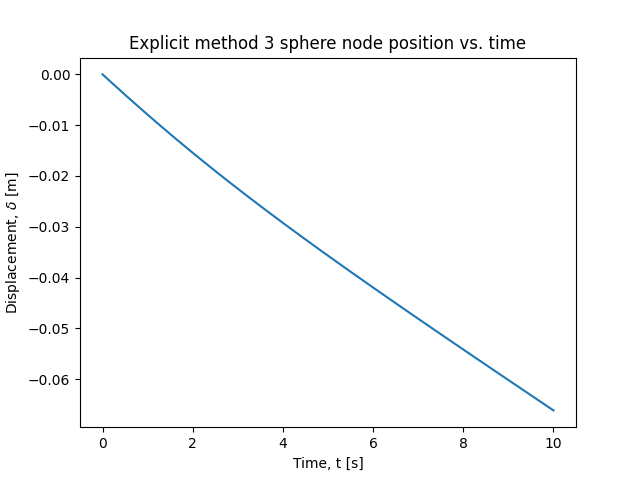 Explicit method 3 sphere node position vs. time
0.00
−0.01
−0.02
−0.03
−0.04
−0.05
−0.06
Displacement, δ [m]
0 2 4 6 8 10
Time, t [s]